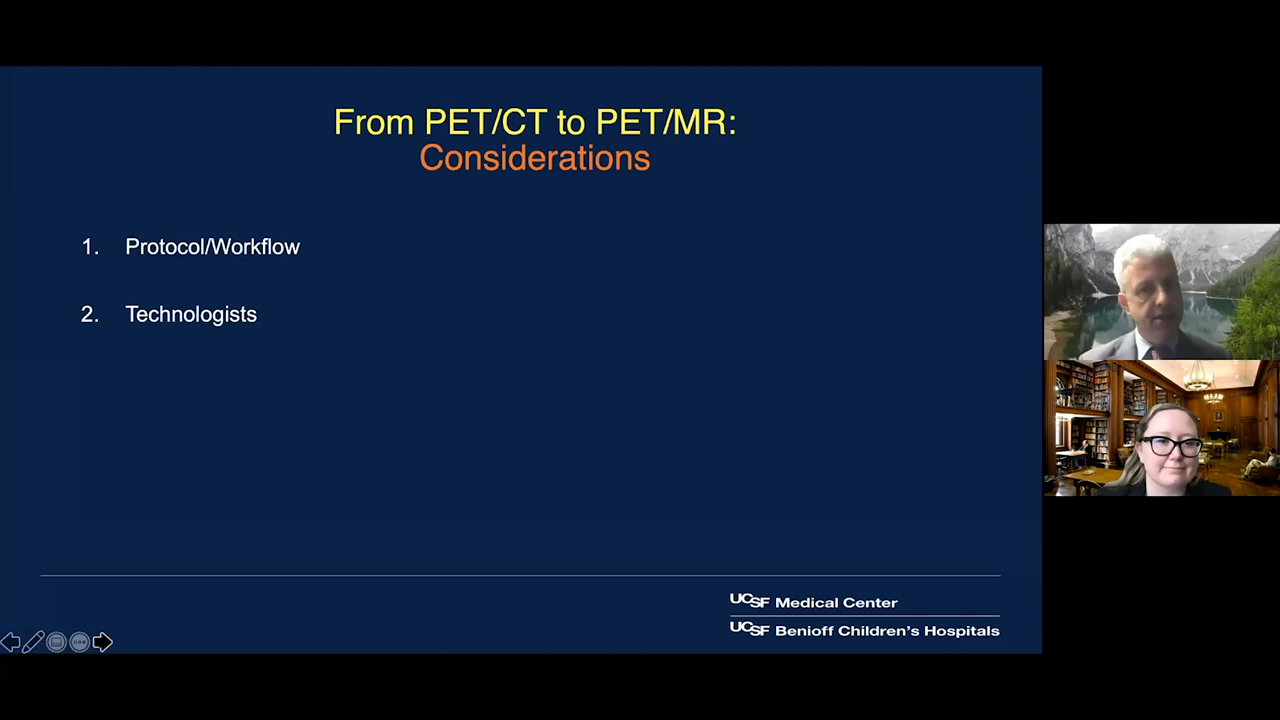 From PET/CT to PET/MR:
Considerations
1. Protocol/Workflow
2. Technologists
UCSF Medical Center
UCSF Benioff Children's Hospitals